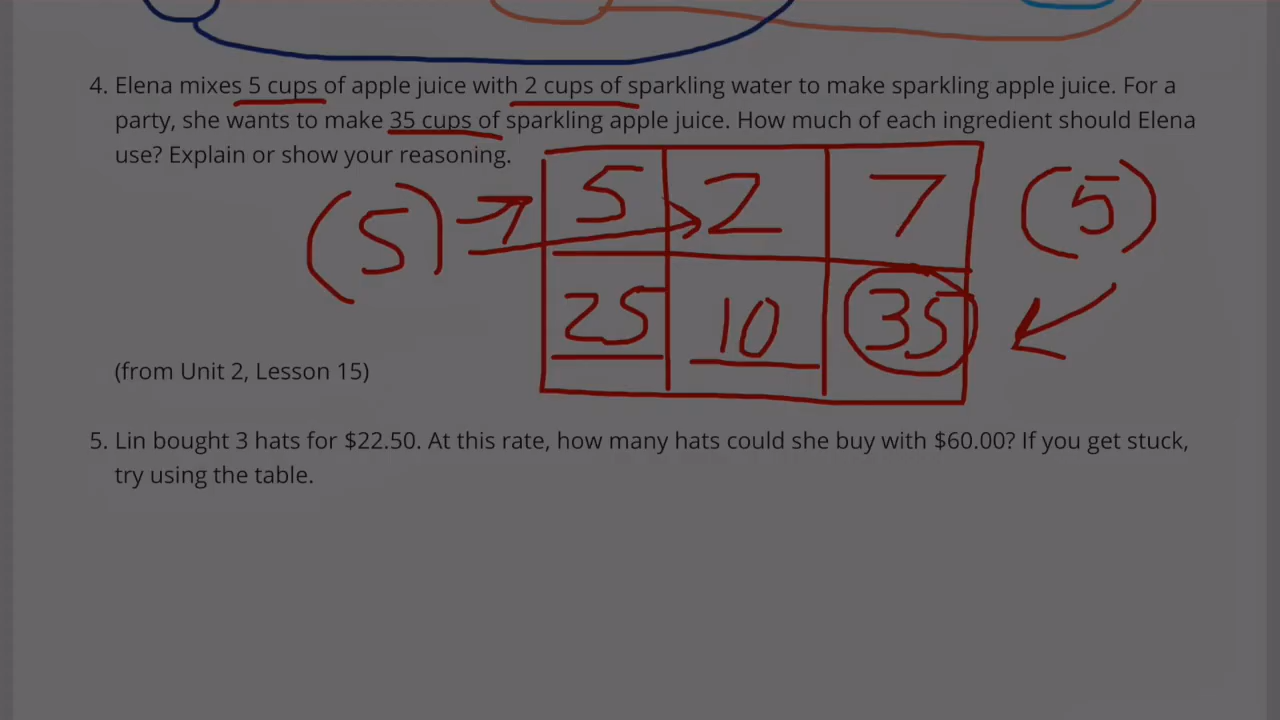 4. Elena mixes 5 cups of apple juice with 2 cups of sparkling water to make sparkling apple juice. For a
party, she wants to make 35 cups of sparkling apple juice. How much of each ingredient should Elena
use? Explain or show your reasoning.
(5) 5 2 7 (5)
25 10 35
(from Unit 2, Lesson 15)
5. Lin bought 3 hats for $22.50. At this rate, how many hats could she buy with $60.00? If you get stuck,
try using the table.